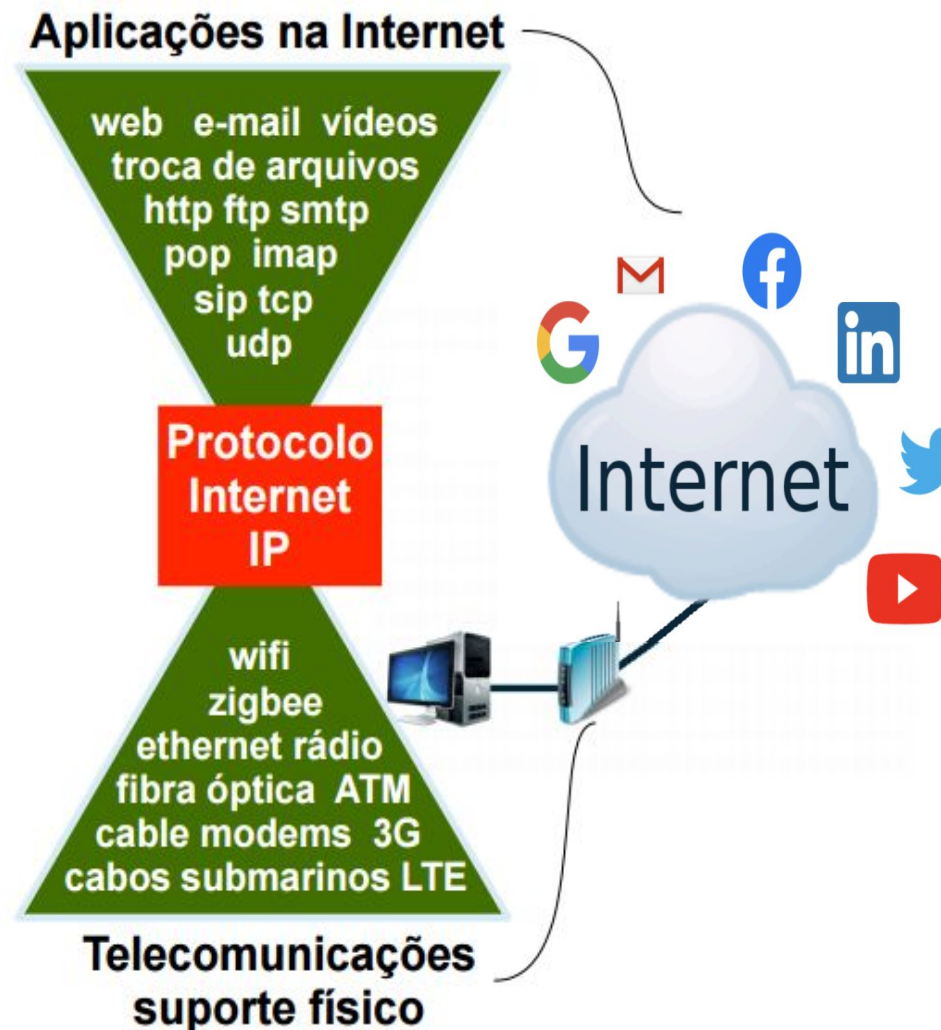 Aplicações na Internet
web e-mail vídeos
troca de arquivos
http ftp smtp
pop imap
sip tcp
udp
Protocolo
Internet
IP
wifi
zigbee
ethernet rádio
fibra óptica ATM
cable modems 3G
cabos submarinos LTE
Telecomunicações
suporte físico
M
f
G
in
Internet